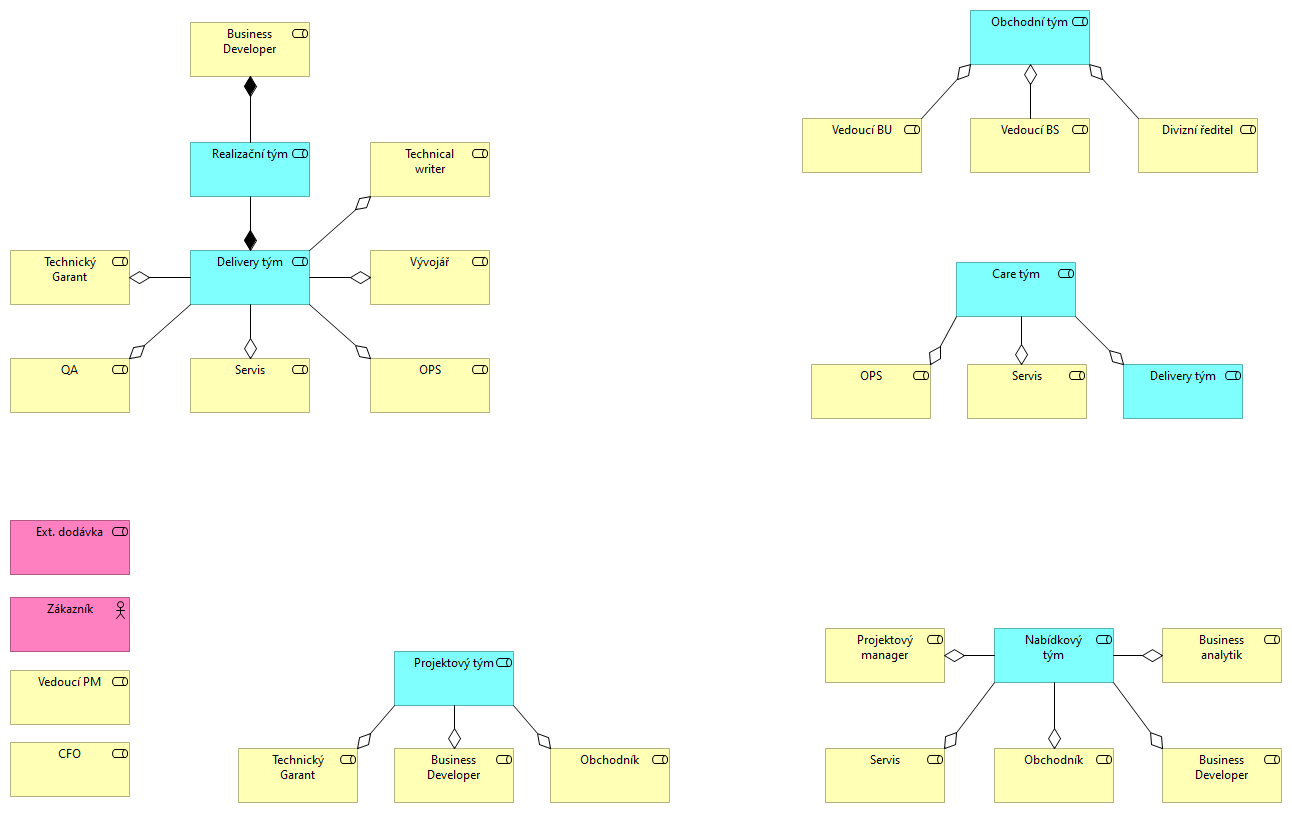 Business
Developer
Realizační tým
Technical
writer
Technický
Garant
Delivery tým
Vývojář
QA
Servis
OPS
Obchodní tým
Vedoucí BU
Vedoucí BS
Divizní ředitel
Care tým
OPS
Servis
Delivery tým
Ext. dodávka
Zákazník
Vedoucí PM
CFO
Projektový tým
Technický
Garant
Business
Developer
Obchodník
Projektový
manager
Nabídkový
tým
Business
analytik
Servis
Obchodník
Business
Developer